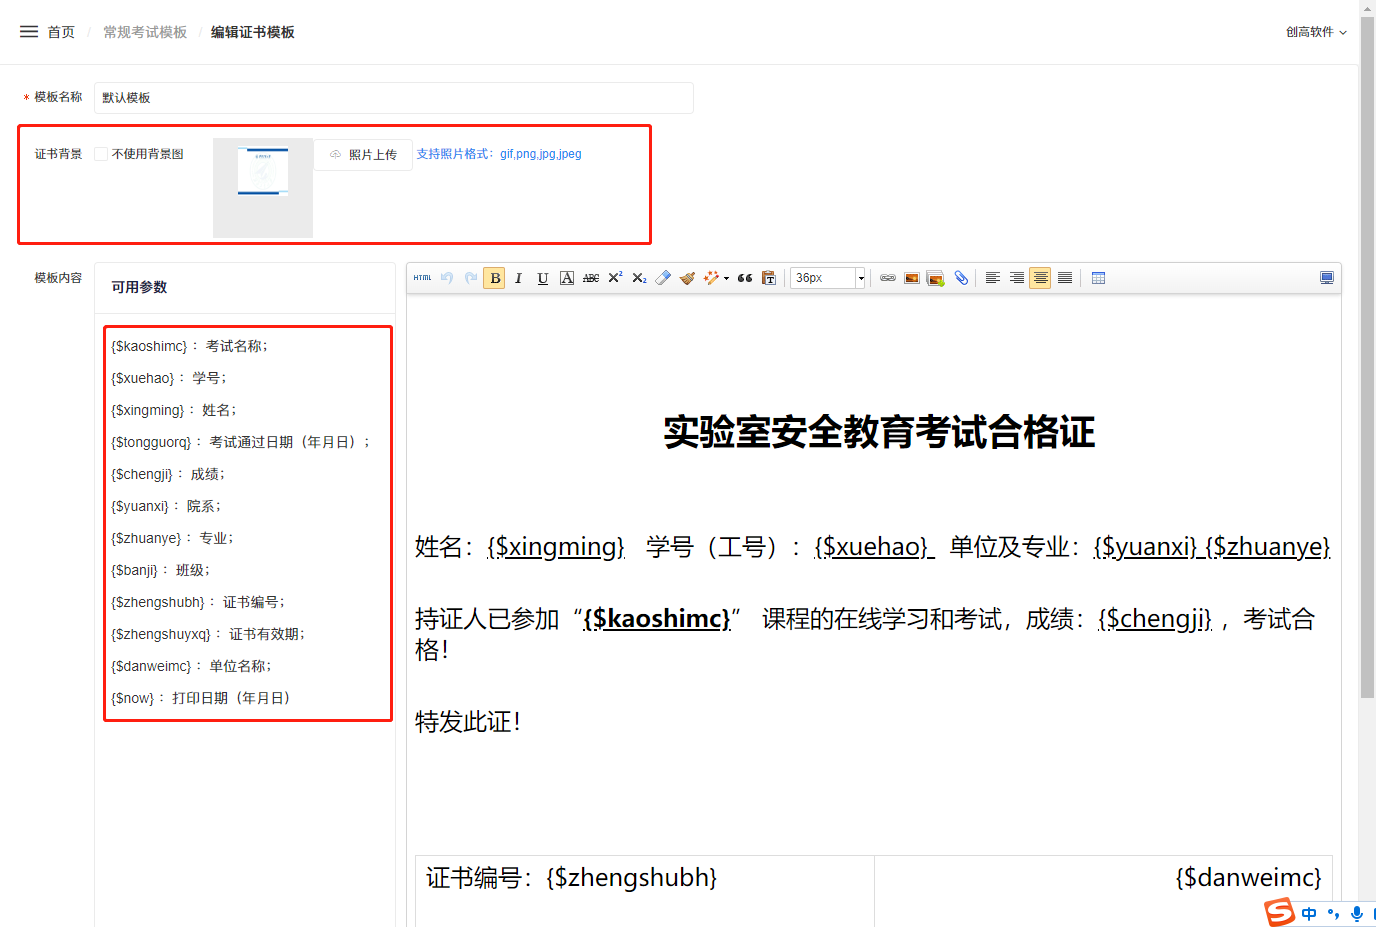 首页 / 常规考试模板 / 编辑证书模板
创高软件
* 模板名称 默认模板
证书背景 不使用背景图 照片上传 支持照片格式：gif,png,jpg,jpeg
模板内容
可用参数
{$kaoshimc}：考试名称；
{$xuehao}：学号；
{$xingming}：姓名；
{$tongguorq}：考试通过日期（年月日）；
{$chengji}：成绩；
{$yuanxi}：院系；
{$zhuanye}：专业；
{$banji}：班级；
{$zhengshubh}：证书编号；
{$zhengshuyxq}：证书有效期；
{$danweimc}：单位名称；
{$now}：打印日期（年月日）
HTML B I U A ABC X² X₂ 36px
实验室安全教育考试合格证
姓名：{$xingming} 学号（工号）：{$xuehao} 单位及专业：{$yuanxi} {$zhuanye}
持证人已参加“{$kaoshimc}” 课程的在线学习和考试，成绩：{$chengji} ，考试合
格！
特发此证！
证书编号：{$zhengshubh} {$danweimc}
中